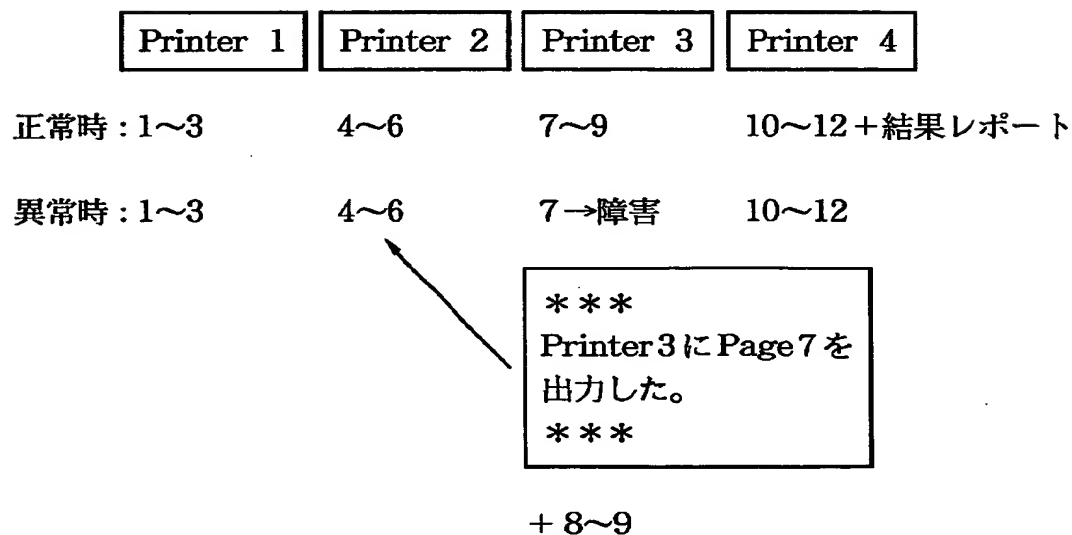 Printer 1 Printer 2 Printer 3 Printer 4
正常時：1〜3 4〜6 7〜9 10〜12＋結果レポート
異常時：1〜3 4〜6 7→障害 10〜12
＊＊＊
Printer3にPage7を
出力した。
＊＊＊
＋8〜9